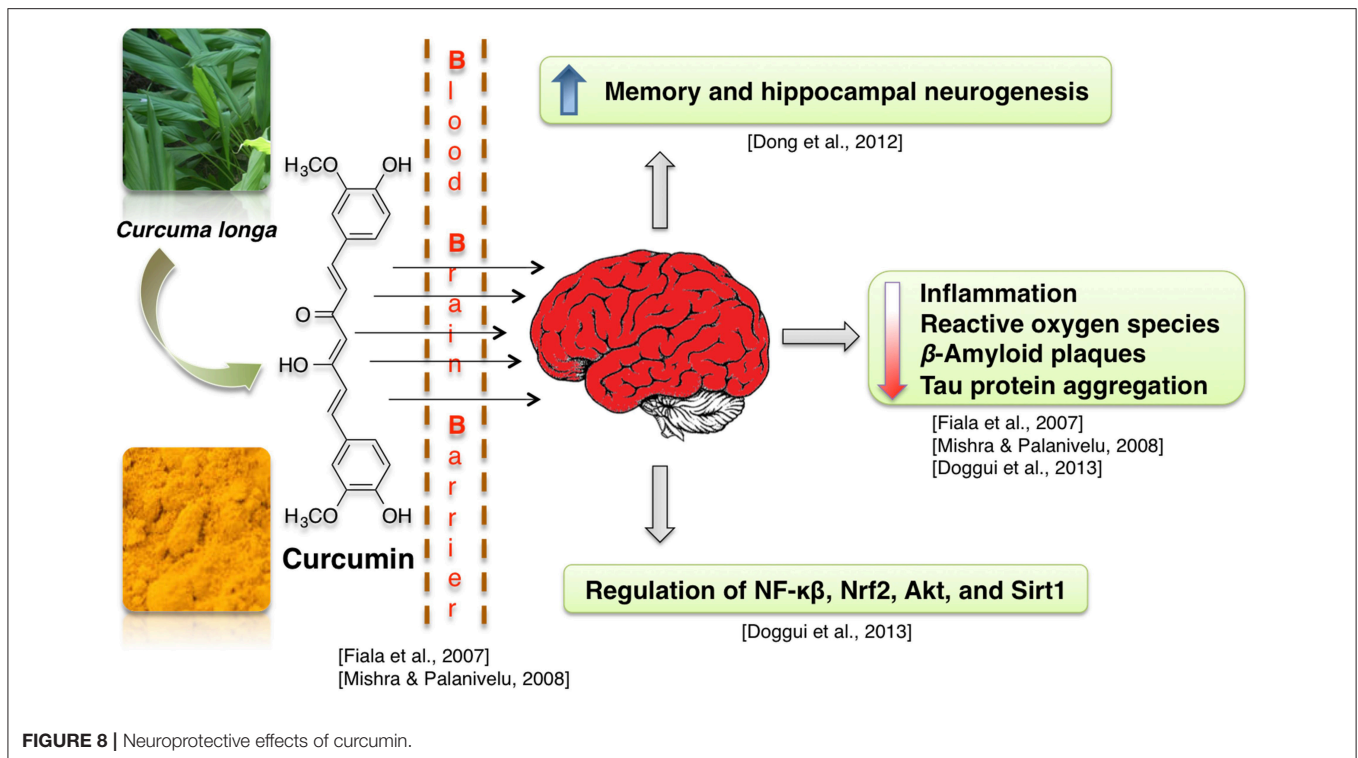 Curcuma longa
H₃CO
OH
O
HO
H₃CO
OH
Curcumin
Blood Brain Barrier
[Fiala et al., 2007]
[Mishra & Palanivelu, 2008]
Memory and hippocampal neurogenesis
[Dong et al., 2012]
Inflammation
Reactive oxygen species
β-Amyloid plaques
Tau protein aggregation
[Fiala et al., 2007]
[Mishra & Palanivelu, 2008]
[Doggui et al., 2013]
Regulation of NF-κβ, Nrf2, Akt, and Sirt1
[Doggui et al., 2013]
FIGURE 8 | Neuroprotective effects of curcumin.